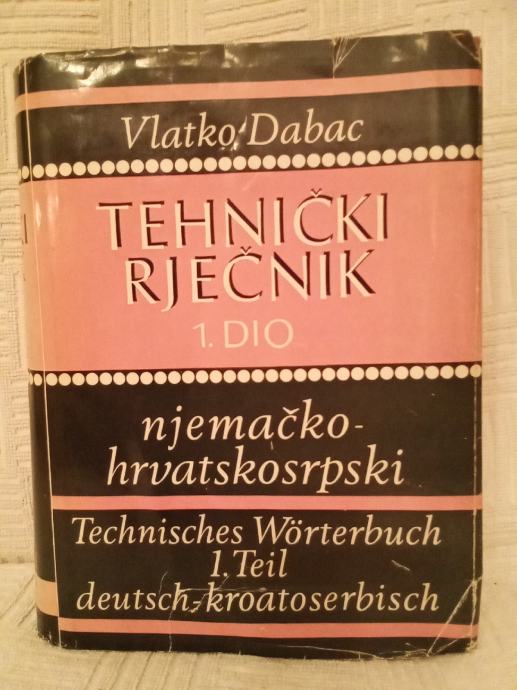 Vlatko Dabac
TEHNIČKI
RJEČNIK
1. DIO
njemačko-
hrvatskosrpski
Technisches Wörterbuch
1. Teil
deutsch-kroatoserbisch